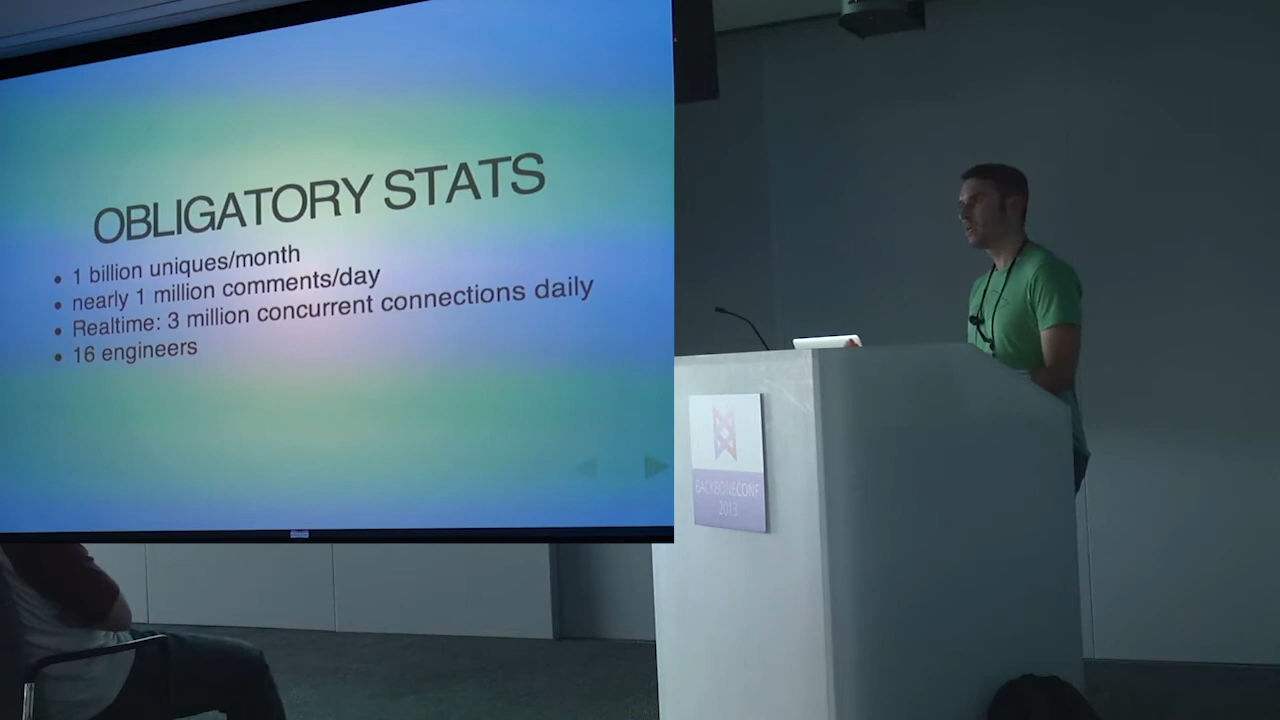 OBLIGATORY STATS
• 1 billion uniques/month
• nearly 1 million comments/day
• Realtime: 3 million concurrent connections daily
• 16 engineers
BACKBONECONF
2013